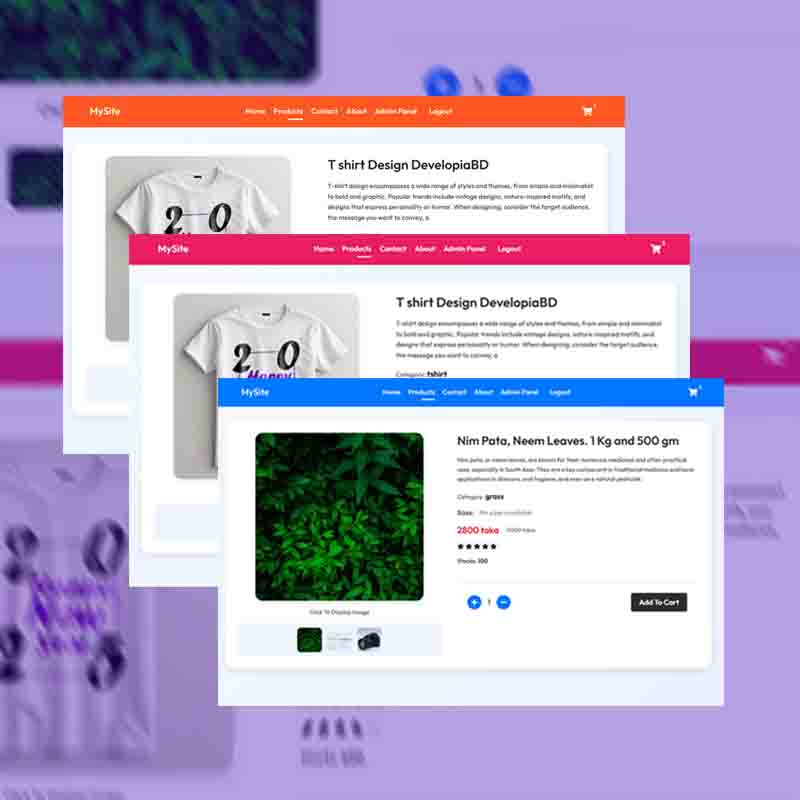 MySite
Home Products Contact About Admin Panel Logout
T shirt Design DevelopiaBD
T-shirt design encompasses a wide range of styles and themes, from simple and minimalist
to bold and graphic. Popular trends include vintage designs, nature-inspired motifs, and
designs that express personality or humor. When designing, consider the target audience,
the message you want to convey, a
20
MySite
Home Products Contact About Admin Panel Logout
T shirt Design DevelopiaBD
T-shirt design encompasses a wide range of styles and themes, from simple and minimalist
to bold and graphic. Popular trends include vintage designs, nature-inspired motifs, and
designs that express personality or humor. When designing, consider the target audience,
the message you want to convey, a
Category: tshirt
20
Happy
MySite
Home Products Contact About Admin Panel Logout
Nim Pata, Neem Leaves. 1 Kg and 500 gm
Nim pata, or neem leaves, are known for their numerous medicinal and often practical
uses, especially in South Asia. They are a key component in traditional medicine and have
applications in skincare, oral hygiene, and even as a natural pesticide.
Category: grass
Size: No size available
2800 taka
Stocks: 100
Click To Display Image
1
Add To Cart